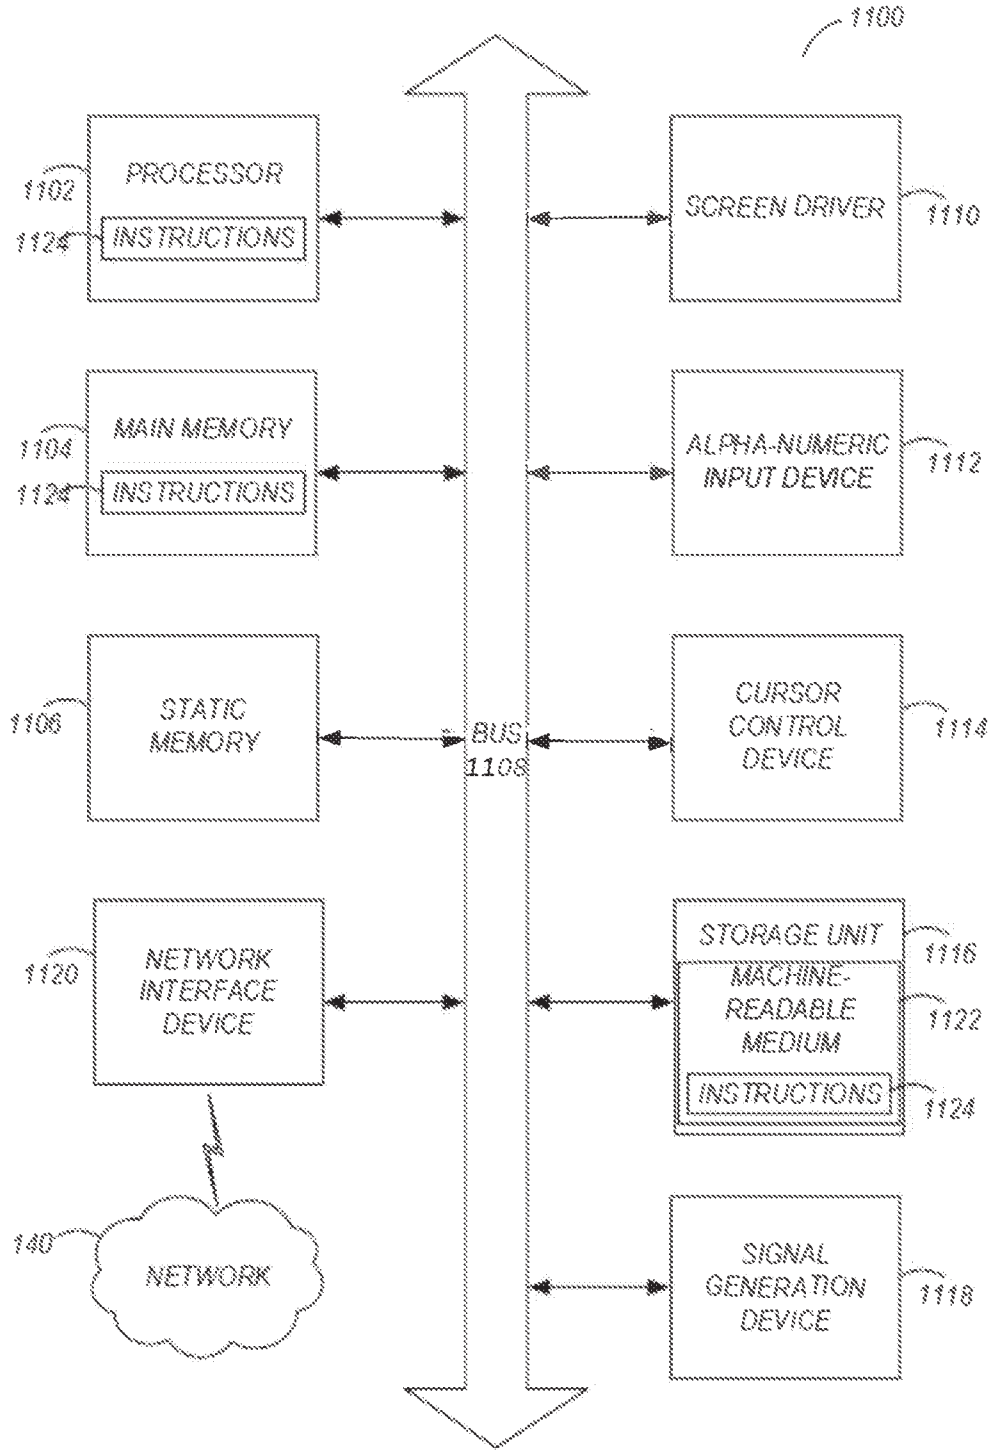 1100
PROCESSOR
1102
INSTRUCTIONS
1124
SCREEN DRIVER
1110
MAIN MEMORY
1104
INSTRUCTIONS
1124
ALPHA-NUMERIC
INPUT DEVICE
1112
STATIC
MEMORY
1106
BUS
1108
CURSOR
CONTROL
DEVICE
1114
NETWORK
INTERFACE
DEVICE
1120
STORAGE UNIT
1116
MACHINE-
READABLE
MEDIUM
1122
INSTRUCTIONS
1124
140
NETWORK
SIGNAL
GENERATION
DEVICE
1118